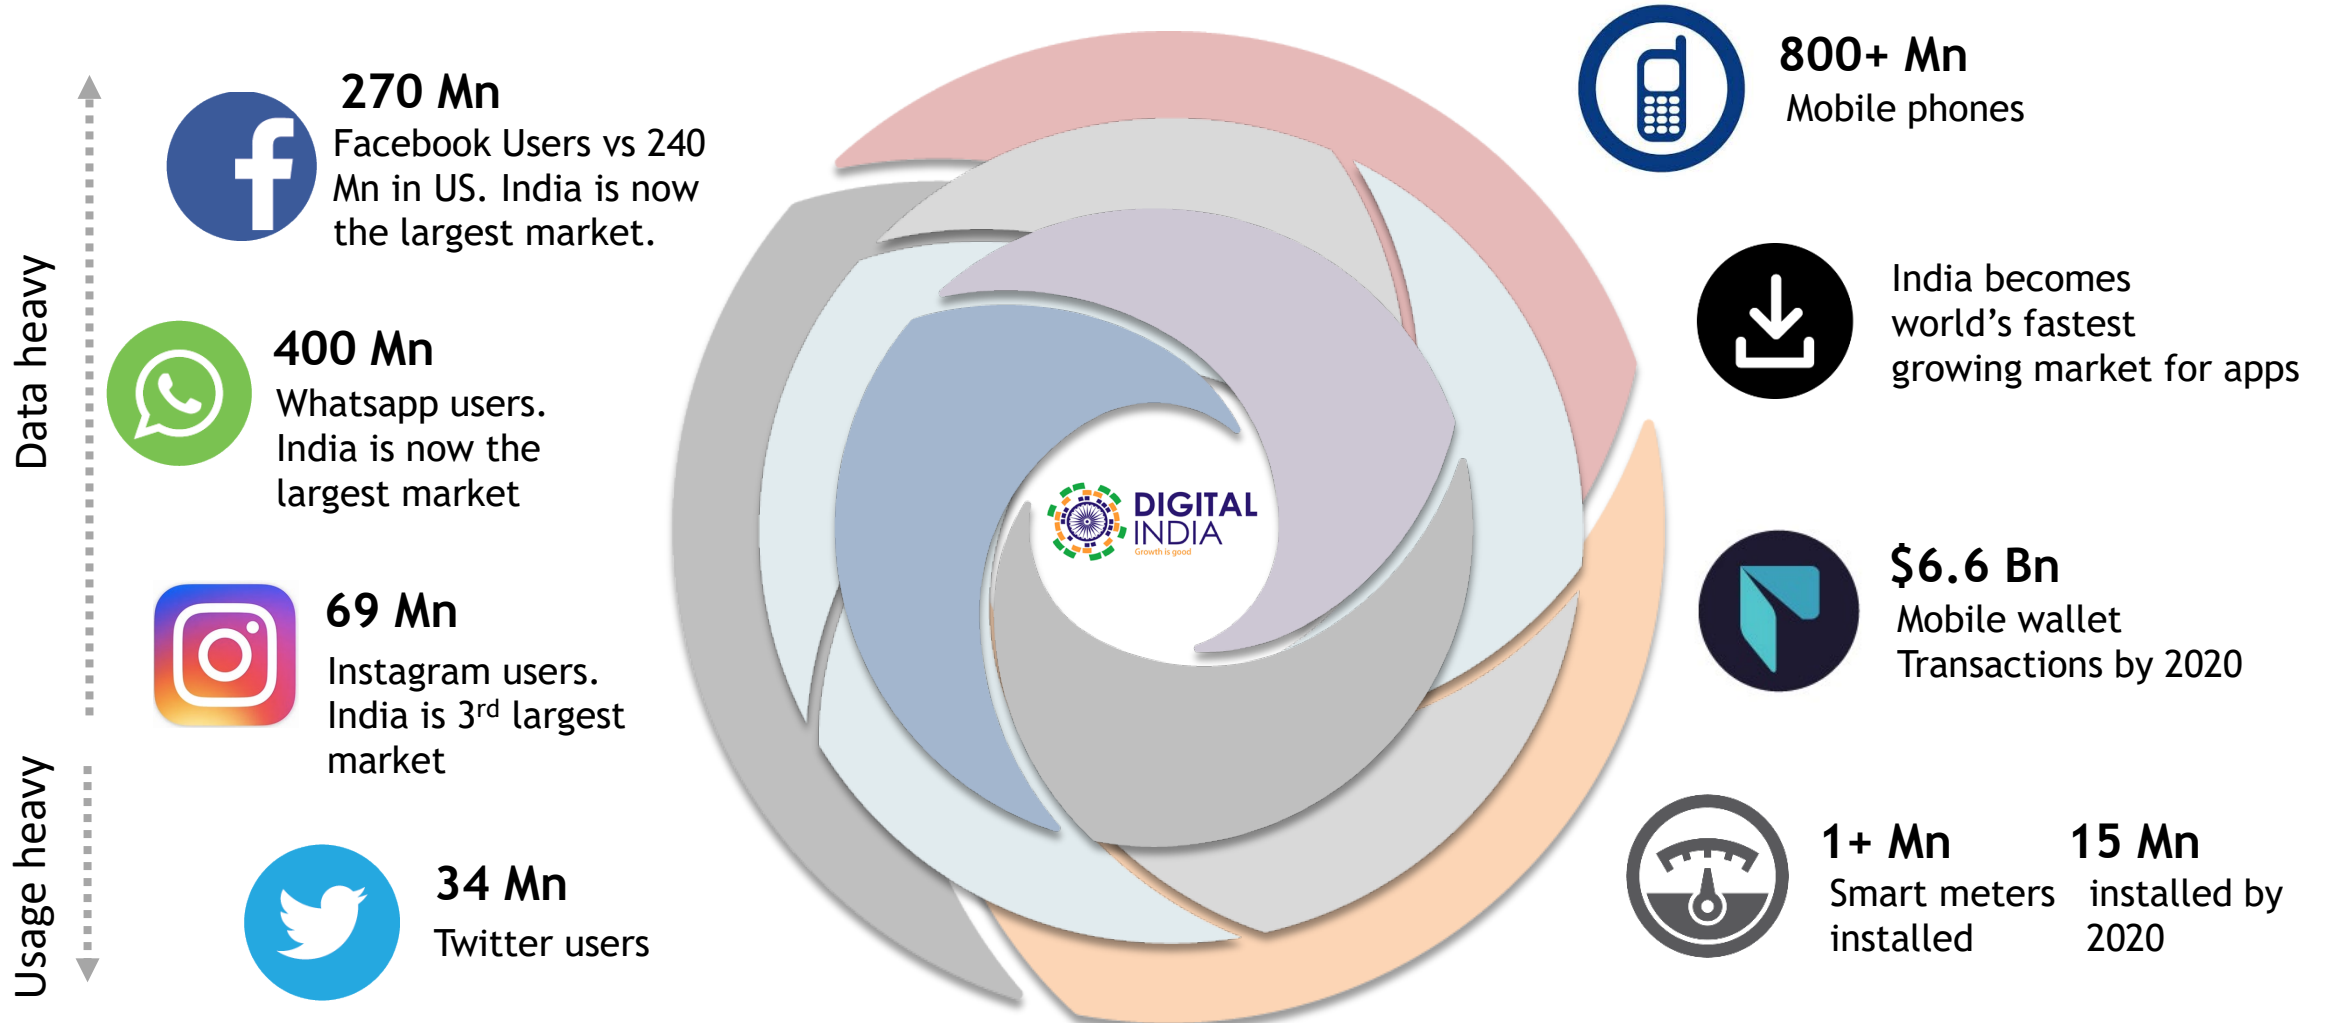 Data heavy
Usage heavy
270 Mn
Facebook Users vs 240
Mn in US. India is now
the largest market.
400 Mn
Whatsapp users.
India is now the
largest market
69 Mn
Instagram users.
India is 3rd largest
market
34 Mn
Twitter users
DIGITAL
INDIA
Growth is good
800+ Mn
Mobile phones
India becomes
world’s fastest
growing market for apps
$6.6 Bn
Mobile wallet
Transactions by 2020
1+ Mn
Smart meters
installed
15 Mn
installed by
2020